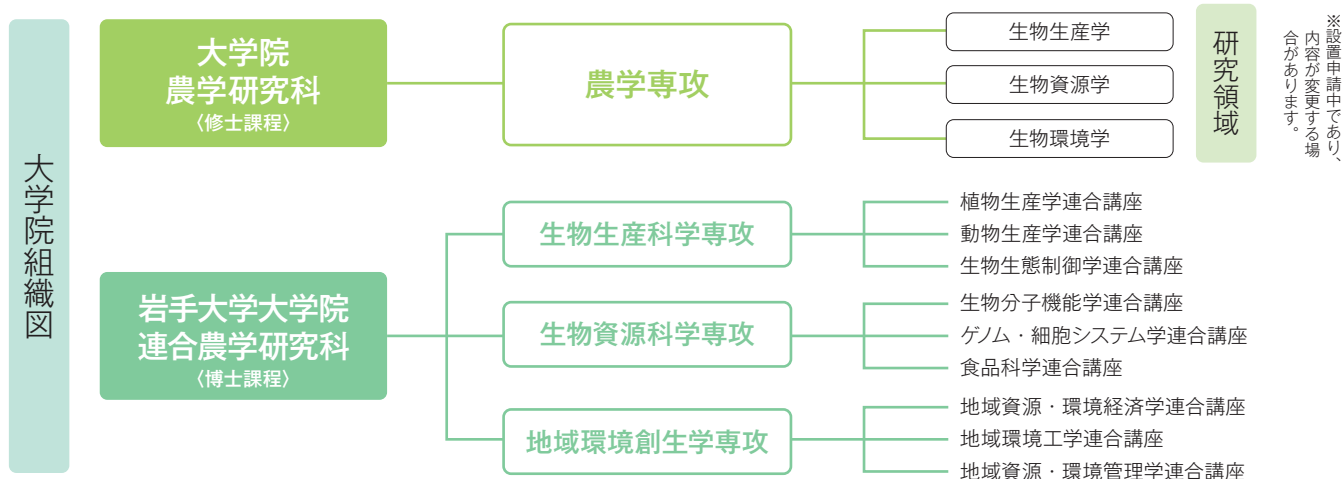 大学院組織図
大学院
農学研究科
〈修士課程〉
農学専攻
生物生産学
生物資源学
生物環境学
研究領域
※設置申請中であり、
内容が変更する場
合があります。
岩手大学大学院
連合農学研究科
〈博士課程〉
生物生産科学専攻
植物生産学連合講座
動物生産学連合講座
生物生態制御学連合講座
生物資源科学専攻
生物分子機能学連合講座
ゲノム・細胞システム学連合講座
食品科学連合講座
地域環境創生学専攻
地域資源・環境経済学連合講座
地域環境工学連合講座
地域資源・環境管理学連合講座